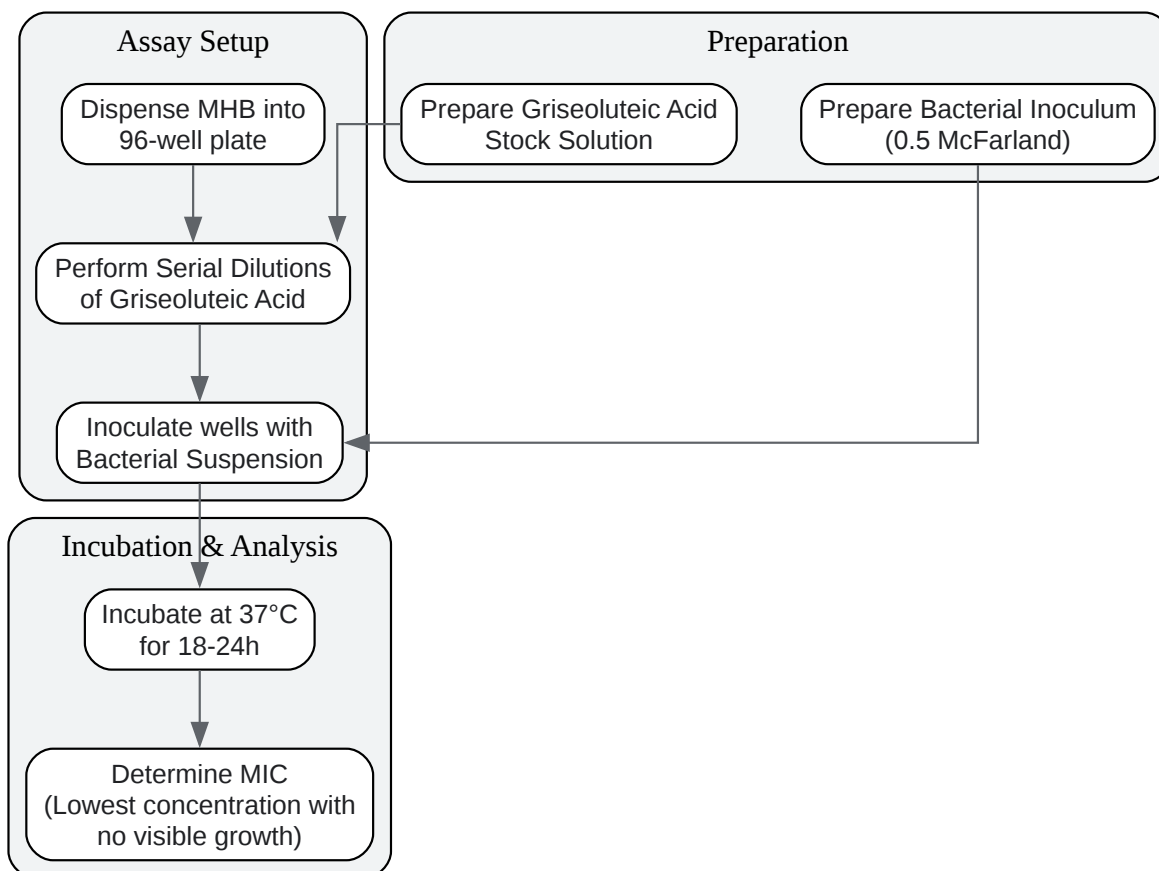 Assay Setup
Preparation
Dispense MHB into
96-well plate
Prepare Griseoluteic Acid
Stock Solution
Prepare Bacterial Inoculum
(0.5 McFarland)
Perform Serial Dilutions
of Griseoluteic Acid
Inoculate wells with
Bacterial Suspension
Incubation & Analysis
Incubate at 37°C
for 18-24h
Determine MIC
(Lowest concentration with
no visible growth)